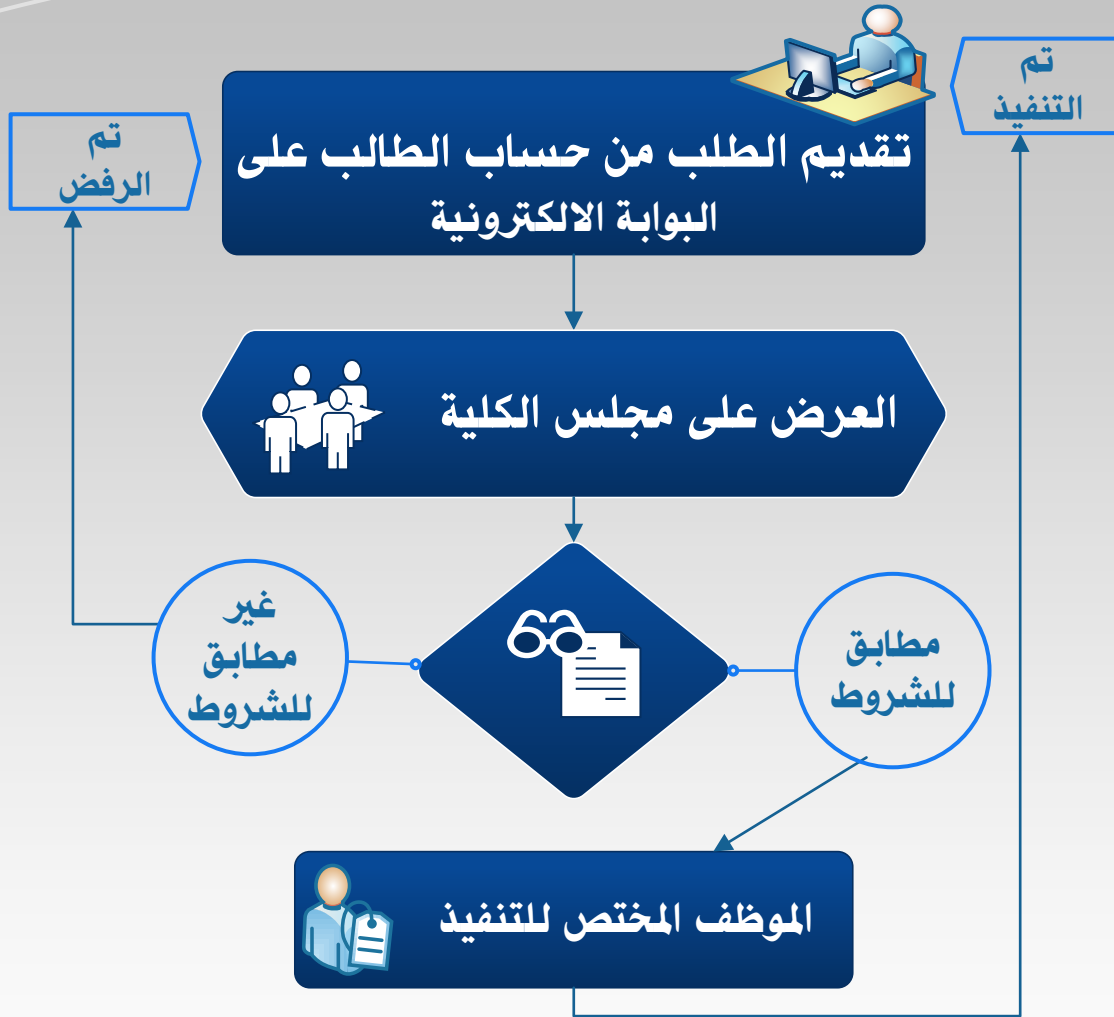 تم
التنفيذ
تقديم الطلب من حساب الطالب على
البوابة الالكترونية
تم
الرفض
العرض على مجلس الكلية
مطابق
للشروط
غير
مطابق
للشروط
الموظف المختص للتنفيذ